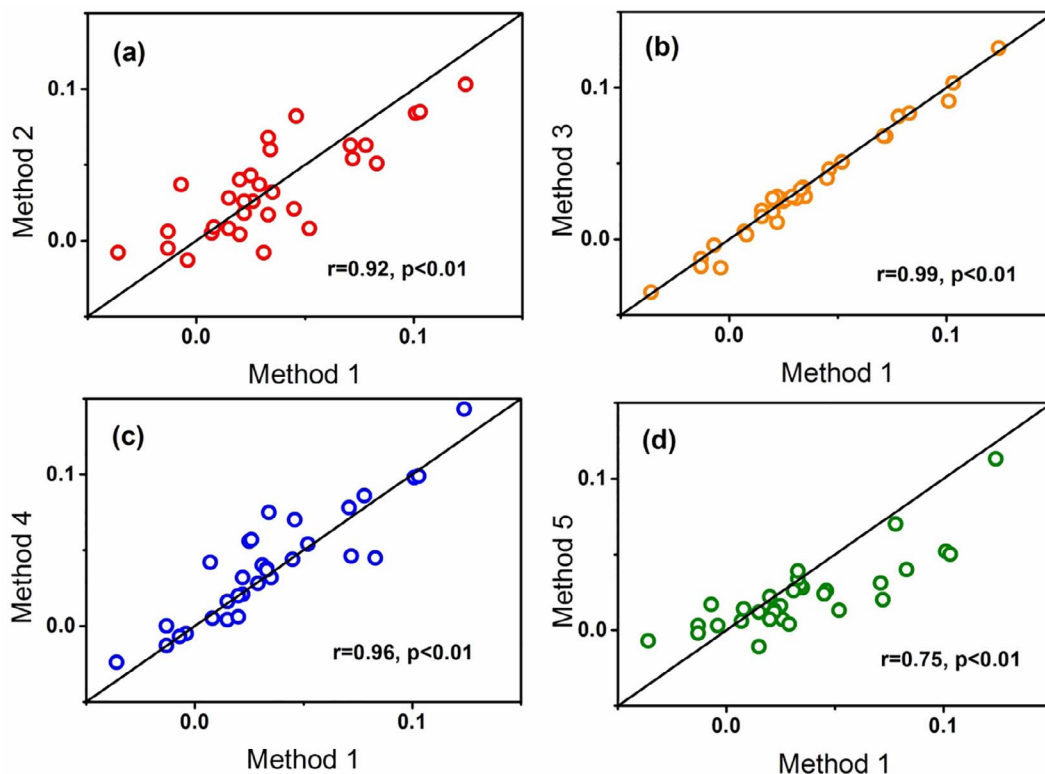 (a)
0.1
Method 2
0.0
r=0.92, p<0.01
0.0 0.1
Method 1
(b)
0.1
Method 3
0.0
r=0.99, p<0.01
0.0 0.1
Method 1
(c)
0.1
Method 4
0.0
r=0.96, p<0.01
0.0 0.1
Method 1
(d)
0.1
Method 5
0.0
r=0.75, p<0.01
0.0 0.1
Method 1